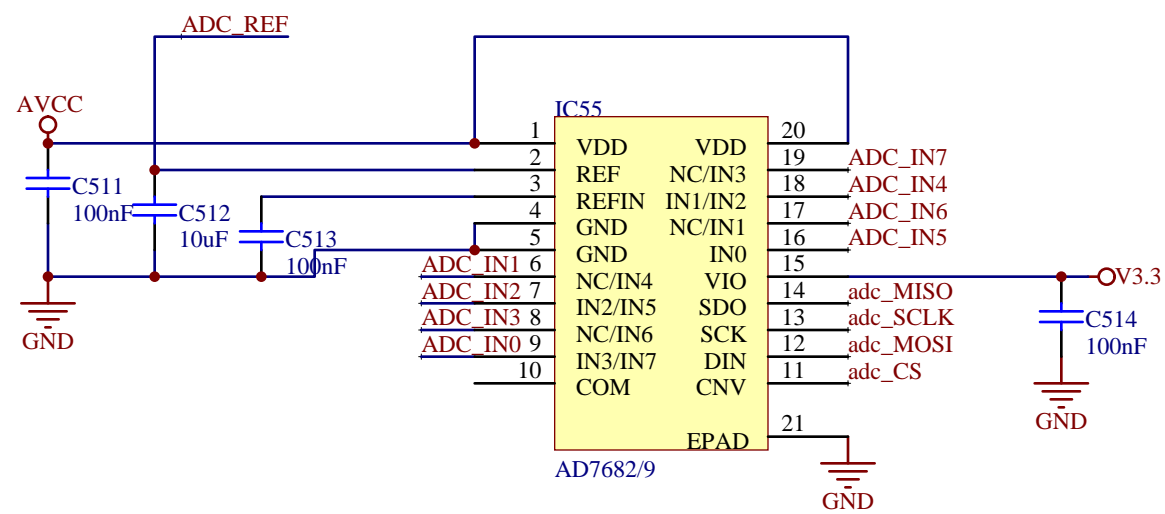 ADC_REF
AVCC
IC55
1 VDD VDD 20
2 REF NC/IN3 19 ADC_IN7
3 REFIN IN1/IN2 18 ADC_IN4
4 GND NC/IN1 17 ADC_IN6
5 GND IN0 16 ADC_IN5
ADC_IN1 6 NC/IN4 VIO 15 V3.3
ADC_IN2 7 IN2/IN5 SDO 14 adc_MISO
ADC_IN3 8 NC/IN6 SCK 13 adc_SCLK
ADC_IN0 9 IN3/IN7 DIN 12 adc_MOSI
10 COM CNV 11 adc_CS
EPAD 21
AD7682/9
C511
100nF
C512
10uF
C513
100nF
GND
C514
100nF
GND
GND